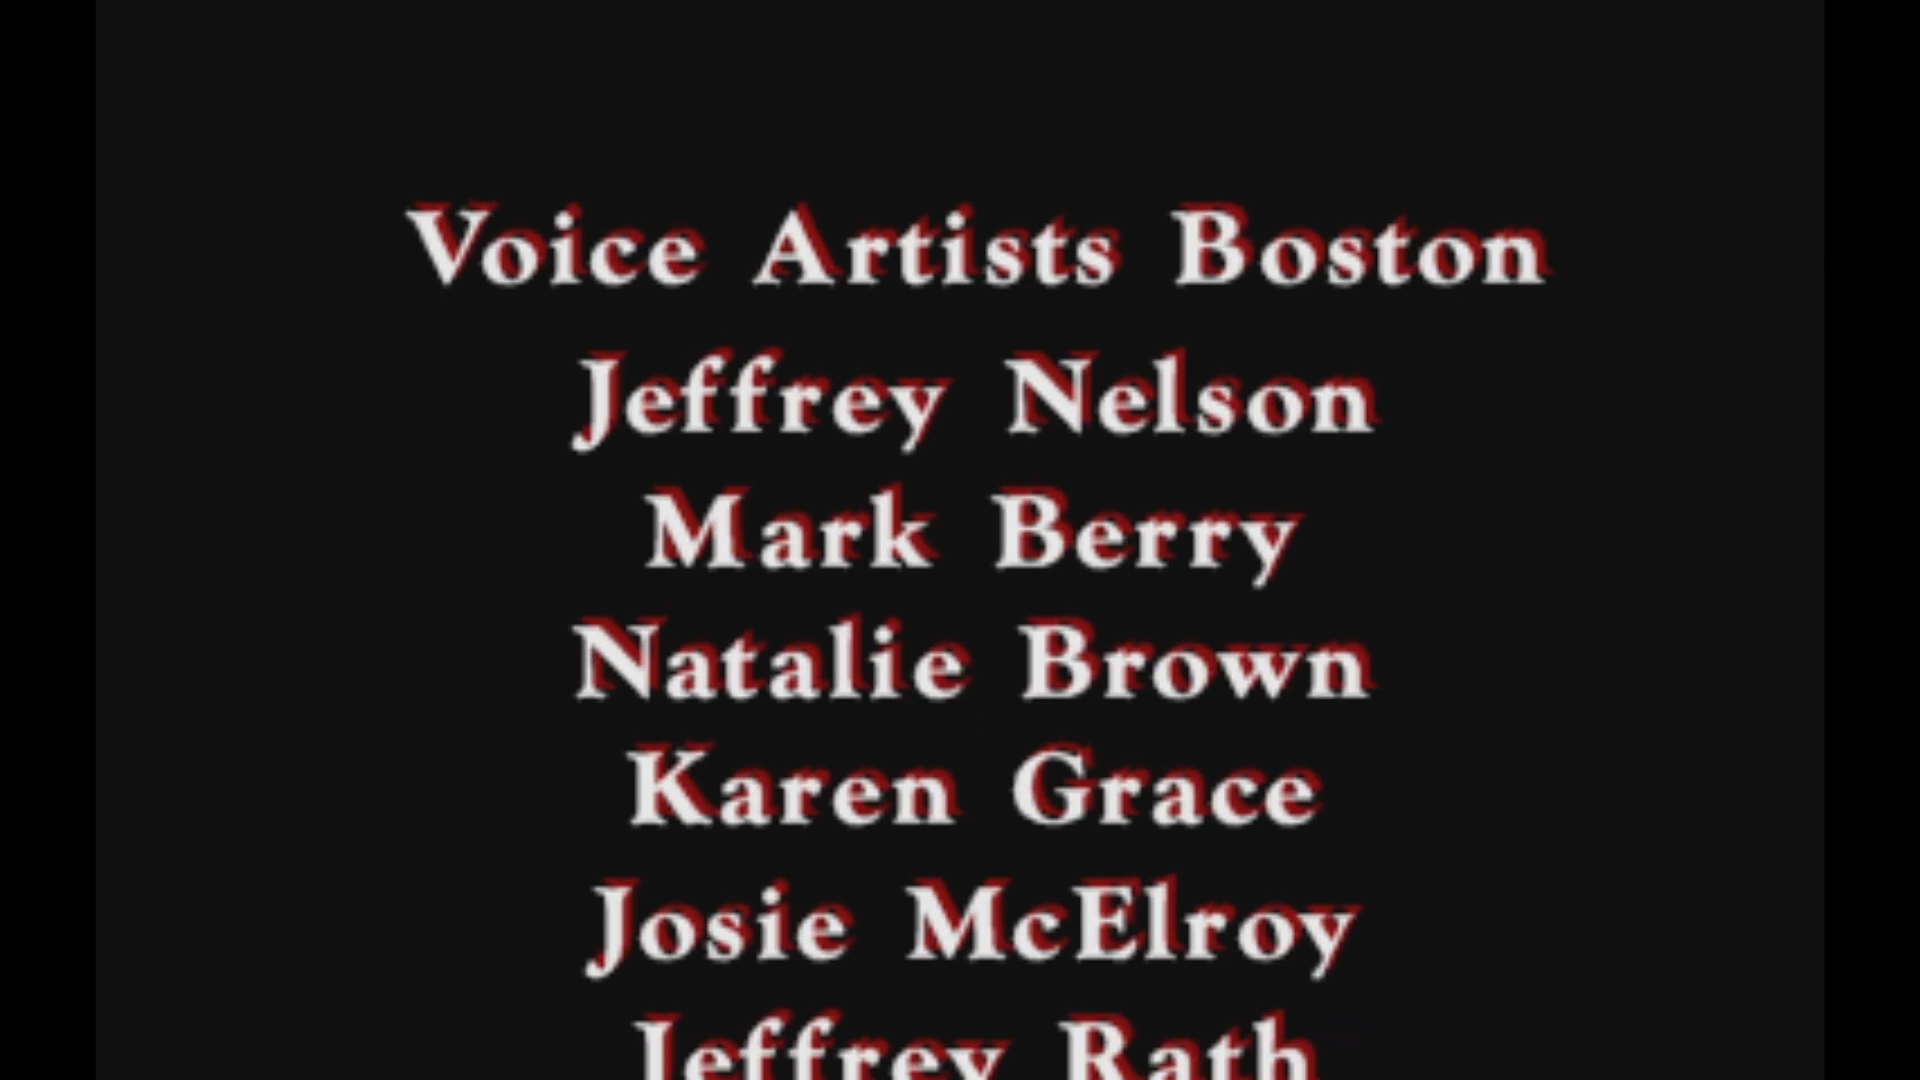 Voice Artists Boston
Jeffrey Nelson
Mark Berry
Natalie Brown
Karen Grace
Josie McElroy
Jeffrey Rath